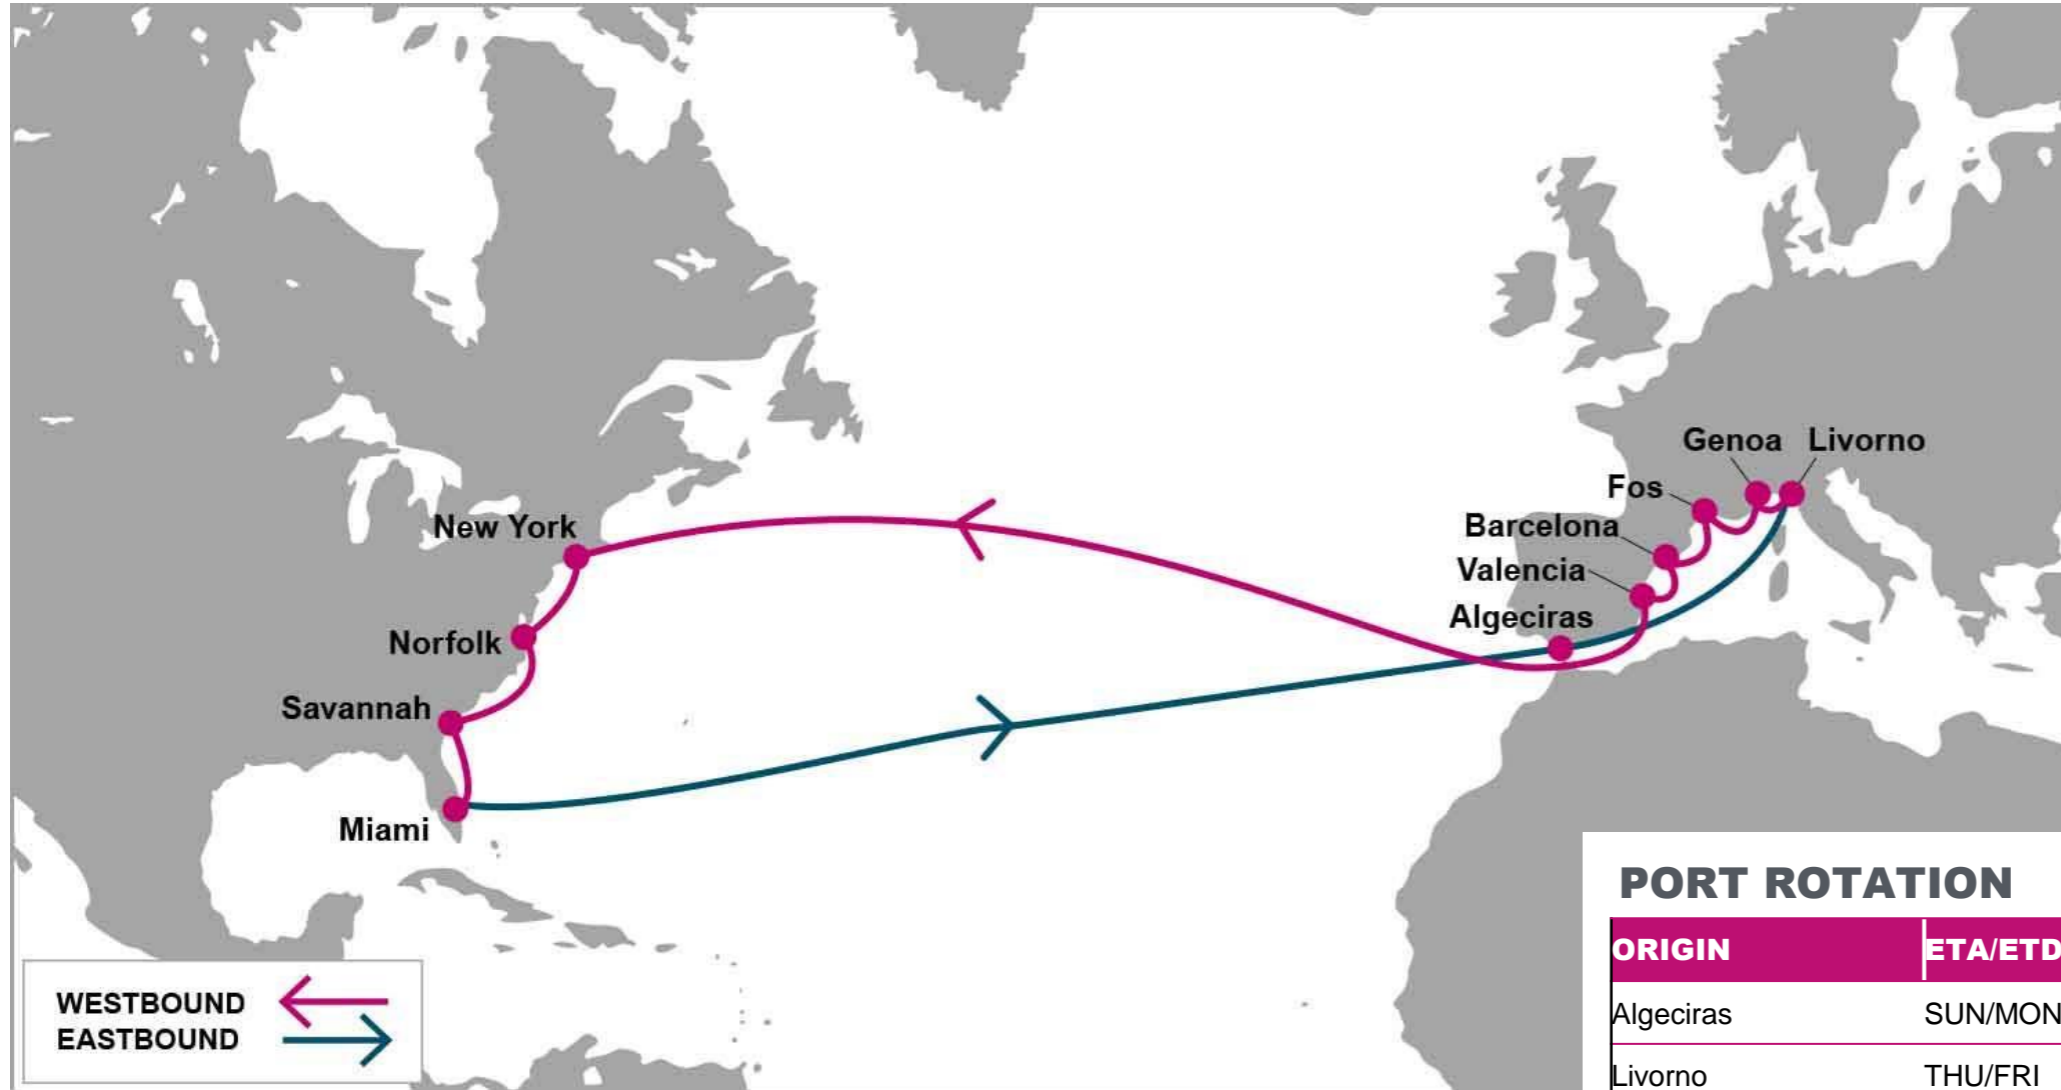 Genoa Livorno
Fos
New York
Barcelona
Valencia
Algeciras
Norfolk
Savannah
Miami
PORT ROTATION
ORIGIN ETA/ETD
Algeciras SUN/MON
Livorno THU/FRI
WESTBOUND
EASTBOUND